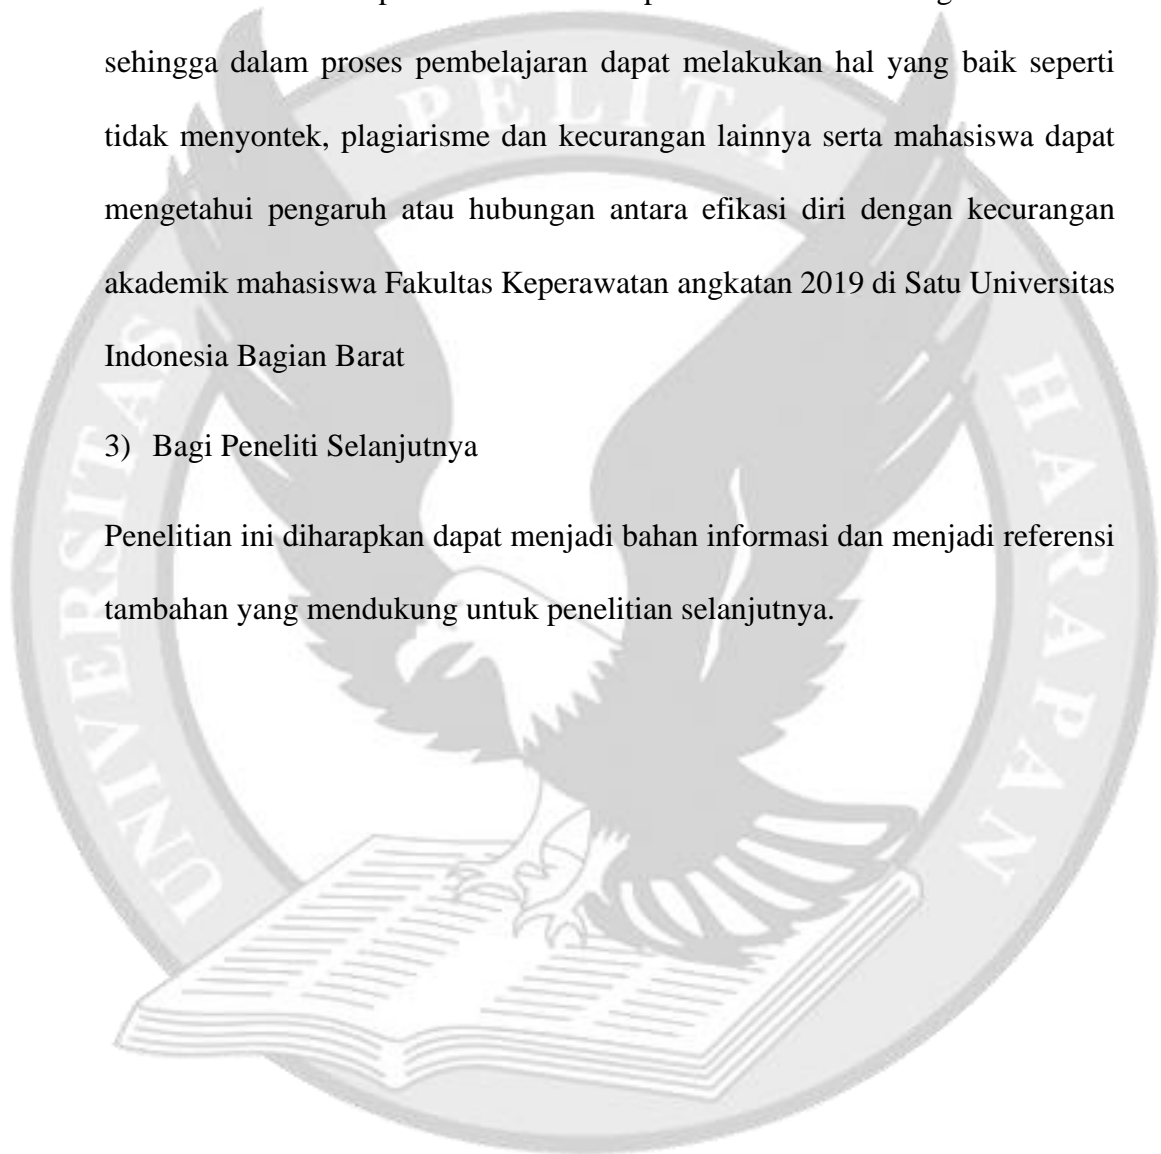 sehingga dalam proses pembelajaran dapat melakukan hal yang baik seperti
tidak menyontek, plagiarisme dan kecurangan lainnya serta mahasiswa dapat
mengetahui pengaruh atau hubungan antara efikasi diri dengan kecurangan
akademik mahasiswa Fakultas Keperawatan angkatan 2019 di Satu Universitas
Indonesia Bagian Barat
3) Bagi Peneliti Selanjutnya
Penelitian ini diharapkan dapat menjadi bahan informasi dan menjadi referensi
tambahan yang mendukung untuk penelitian selanjutnya.
UNIVERSITAS PELITA HARAPAN